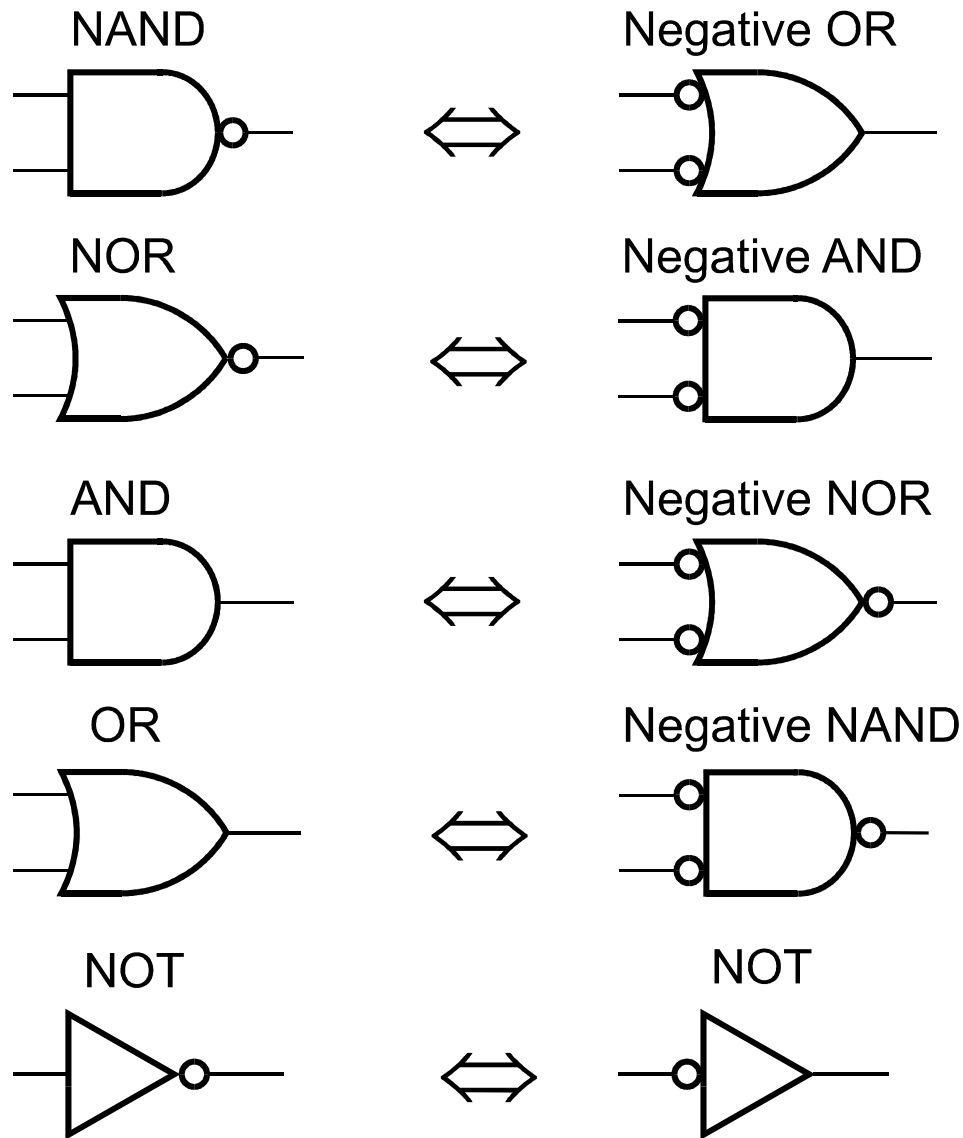 NAND
Negative OR
NOR
Negative AND
AND
Negative NOR
OR
Negative NAND
NOT
NOT